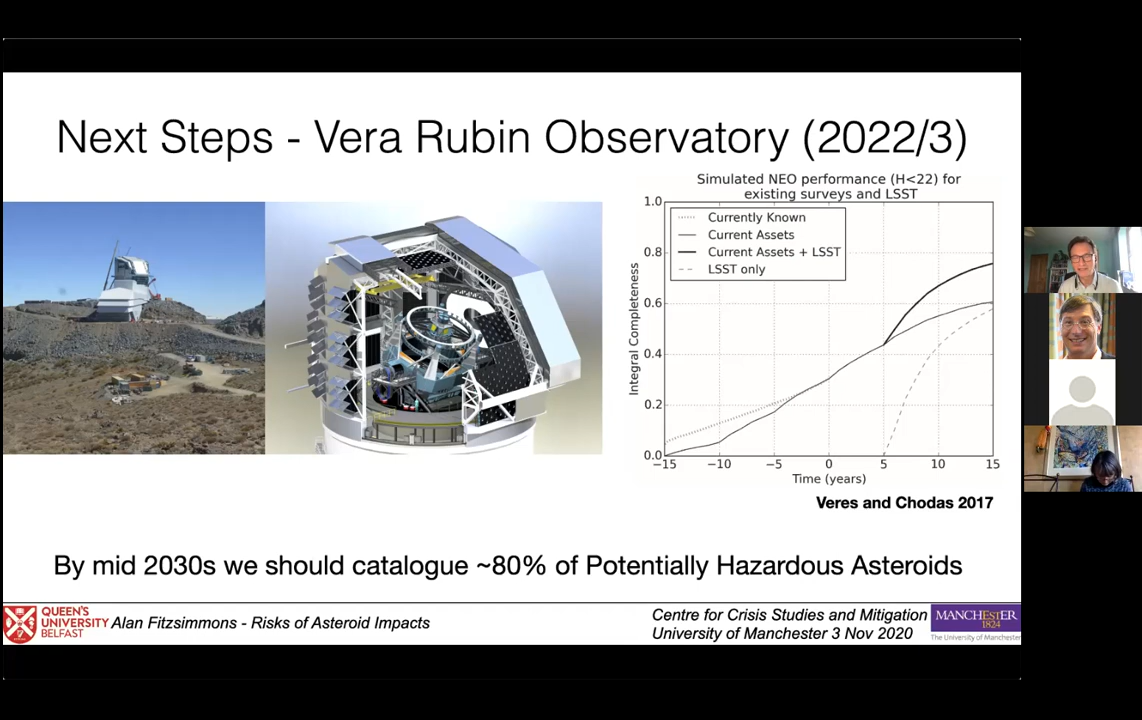 Next Steps - Vera Rubin Observatory (2022/3)
Simulated NEO performance (H<22) for
existing surveys and LSST
Currently Known
Current Assets
Current Assets + LSST
LSST only
Integral Completeness
1.0
0.8
0.6
0.4
0.2
0.0
−15 −10 −5 0 5 10 15
Time (years)
Veres and Chodas 2017
By mid 2030s we should catalogue ~80% of Potentially Hazardous Asteroids
QUEEN'S
UNIVERSITY
BELFAST
Alan Fitzsimmons - Risks of Asteroid Impacts
Centre for Crisis Studies and Mitigation
University of Manchester 3 Nov 2020
MANCHESTER
1824
The University of Manchester